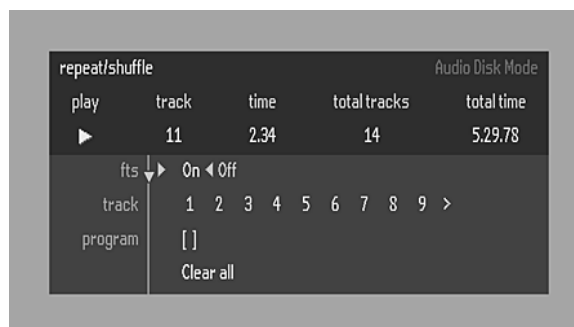 repeat/shuffle Audio Disk Mode
play track time total tracks total time
11 2.34 14 5.29.78
fts On Off
track 1 2 3 4 5 6 7 8 9 >
program [ ]
Clear all